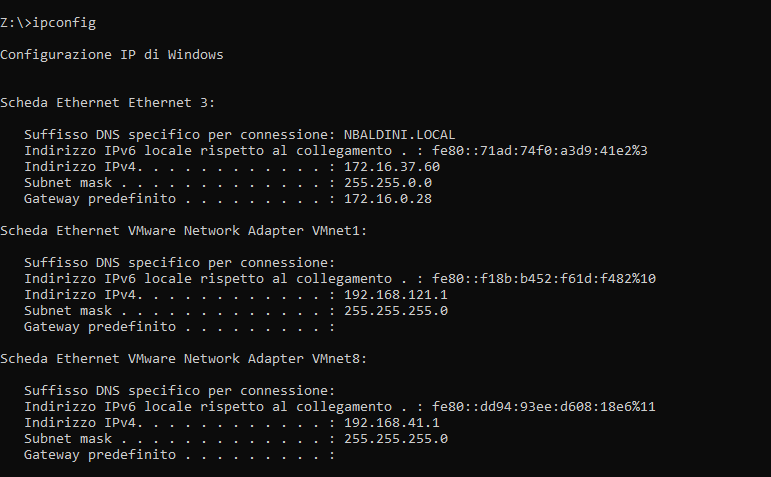 Z:\>ipconfig
Configurazione IP di Windows
Scheda Ethernet Ethernet 3:
Suffisso DNS specifico per connessione: NBALDINI.LOCAL
Indirizzo IPv6 locale rispetto al collegamento . : fe80::71ad:74f0:a3d9:41e2%3
Indirizzo IPv4. . . . . . . . . . . . : 172.16.37.60
Subnet mask . . . . . . . . . . . . . : 255.255.0.0
Gateway predefinito . . . . . . . . . : 172.16.0.28
Scheda Ethernet VMware Network Adapter VMnet1:
Suffisso DNS specifico per connessione:
Indirizzo IPv6 locale rispetto al collegamento . : fe80::f18b:b452:f61d:f482%10
Indirizzo IPv4. . . . . . . . . . . . : 192.168.121.1
Subnet mask . . . . . . . . . . . . . : 255.255.255.0
Gateway predefinito . . . . . . . . . :
Scheda Ethernet VMware Network Adapter VMnet8:
Suffisso DNS specifico per connessione:
Indirizzo IPv6 locale rispetto al collegamento . : fe80::dd94:93ee:d608:18e6%11
Indirizzo IPv4. . . . . . . . . . . . : 192.168.41.1
Subnet mask . . . . . . . . . . . . . : 255.255.255.0
Gateway predefinito . . . . . . . . . :